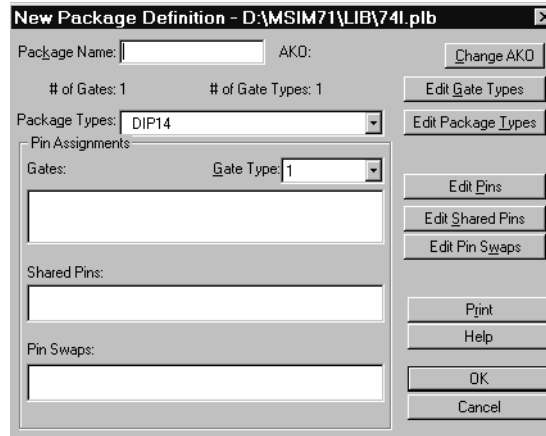 New Package Definition - D:\MSIM71\LIB\74l.plb
Package Name: AKO: Change AKO
# of Gates: 1 # of Gate Types: 1 Edit Gate Types
Package Types: DIP14 Edit Package Types
Pin Assignments
Gates: Gate Type: 1
Edit Pins
Edit Shared Pins
Edit Pin Swaps
Shared Pins:
Print
Help
Pin Swaps:
OK
Cancel